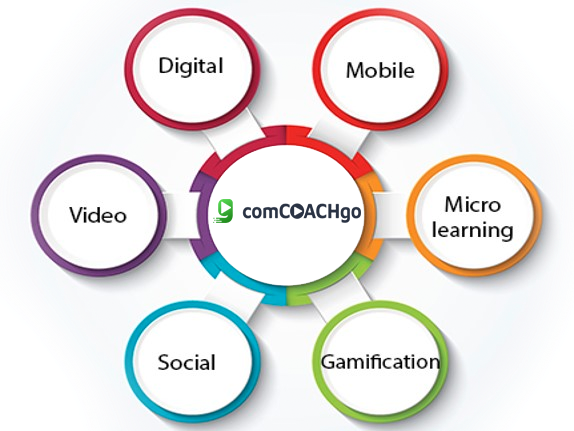 Digital
Mobile
Video
comCOACHgo
Micro
learning
Social
Gamification